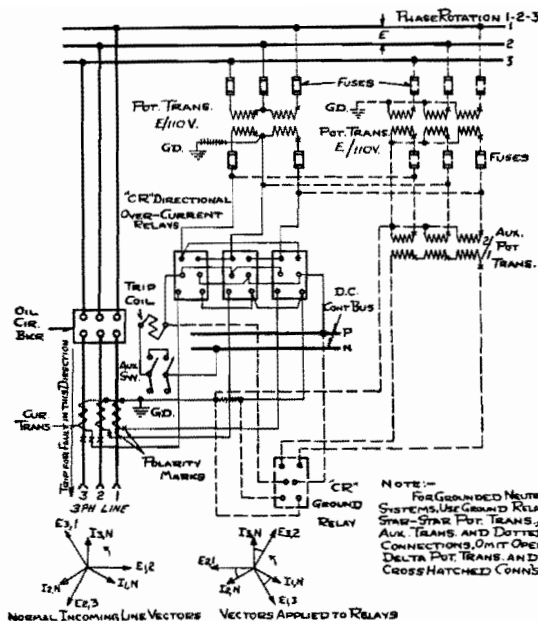 PHASE ROTATION 1-2-3
E
1
2
3
FUSES
POT. TRANS.
E/110V.
GD.
GD.
POT. TRANS.
E/110V.
FUSES
"CR" DIRECTIONAL
OVER-CURRENT
RELAYS
AUX.
POT
TRANS.
2/1
TRIP
COIL
D.C.
CONT BUS
P
N
OIL
CIR.
BKR
AUX.
SW.
GD.
CUR.
TRANS
TRIP FOR FAULT IN THIS DIRECTION
POLARITY
MARKS
3 2 1
3 PH LINE
"CR"
GROUND
RELAY
NOTE:-
FOR GROUNDED
SYSTEMS, USE GROUND
STAR-STAR POT. TRANS.,
AUX. TRANS. AND
CONNECTIONS, OMIT
DELTA POT. TRANS. AND
CROSS HATCHED CONNS
E3,1
I3,N
E1,2
I1,N
E2,3
I2,N
NORMAL INCOMING LINE VECTORS
I3,N
E3,2
E2,1
I1,N
I2,N
E1,3
VECTORS APPLIED TO RELAYS